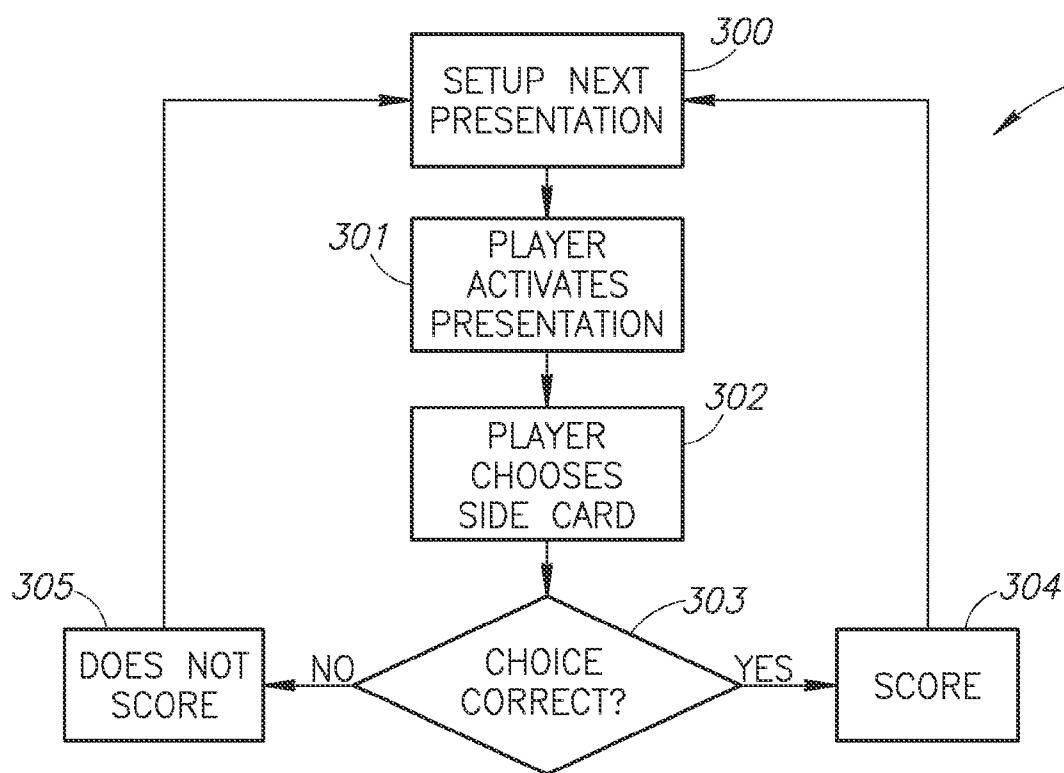 300
SETUP NEXT
PRESENTATION
301
PLAYER
ACTIVATES
PRESENTATION
302
PLAYER
CHOOSES
SIDE CARD
303
CHOICE
CORRECT?
NO
YES
305
DOES NOT
SCORE
304
SCORE